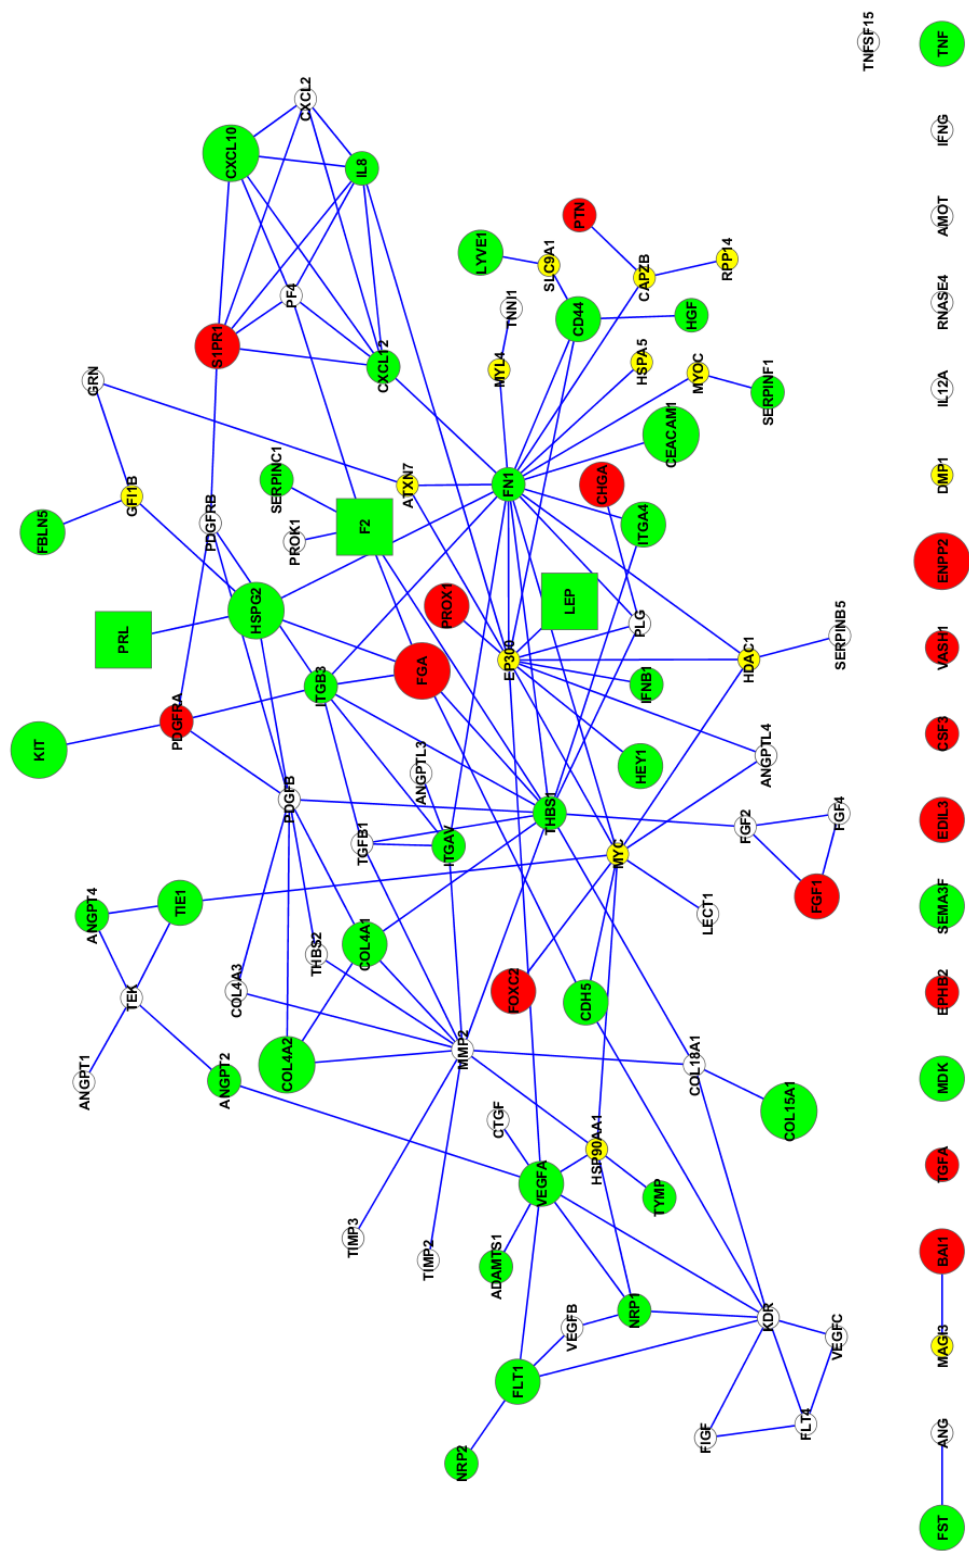 TNFSF15
TNF
IFNG
AMOT
RNASE4
IL12A
DMP1
ENPP2
VASH1
CSF3
EDIL3
SEMA3F
EPHB2
MDK
TGFA
BAI1
MAGI3
ANG
FST
CXCL2
CXCL10
IL8
PF4
S1PR1
CXCL12
GRN
LYVE1
SLC9A1
PTN
CAPZB
RPP14
TNNI1
CD44
HGF
MYL4
HSPA5
MYOC
SERPINF1
CEACAM1
FBLN5
GFI1B
PDGFRB
SERPINC1
PROK1
F2
ATXN7
FN1
CHGA
ITGA4
PRL
HSPG2
PROX1
LEP
PLG
SERPINB5
KIT
PDGFRA
ITGB3
FGA
EP300
IFNB1
HDAC1
HEY1
ANGPTL4
ANGPTL3
PDGFB
TGFB1
ITGAV
THBS1
FGF2
FGF4
FGF1
MYC
LECT1
ANGPT4
TIE1
TEK
ANGPT1
ANGPT2
COL4A3
THBS2
COL4A1
COL4A2
MMP2
FOXC2
CDH5
COL18A1
COL15A1
CTGF
HSP90AA1
VEGFA
TYMP
TIMP3
TIMP2
ADAMTS1
NRP1
VEGFB
KDR
VEGFC
FLT1
NRP2
FIGF
FLT4